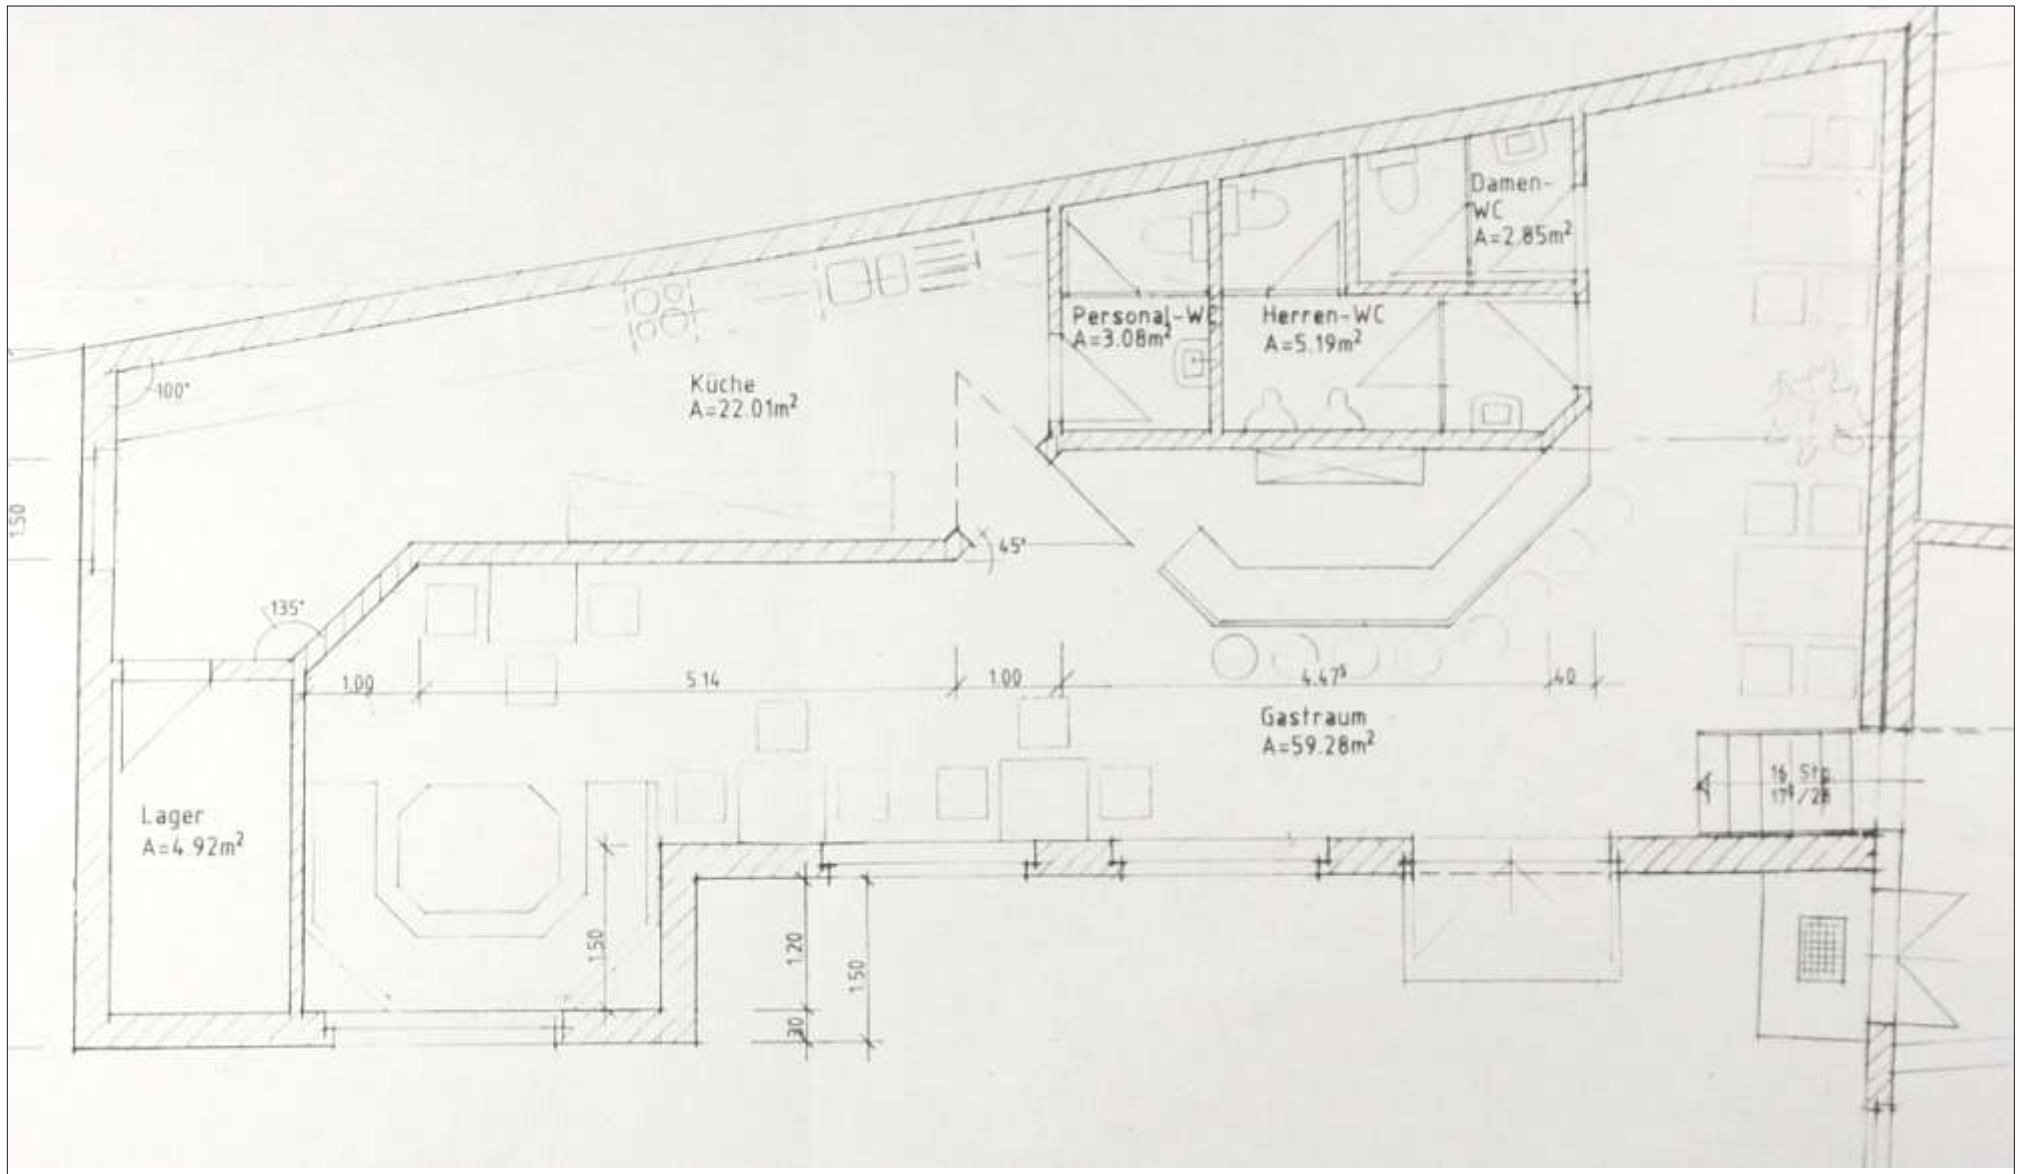 Damen-
WC
A=2.85m²
Personal-WC
A=3.08m²
Herren-WC
A=5.19m²
100°
Küche
A=22.01m²
1.50
45°
135°
1.00
5.14
1.00
4.47⁵
40
Gastraum
A=59.28m²
16 Stg.
Lager
A=4.92m²
1.50
1.20
1.50
30